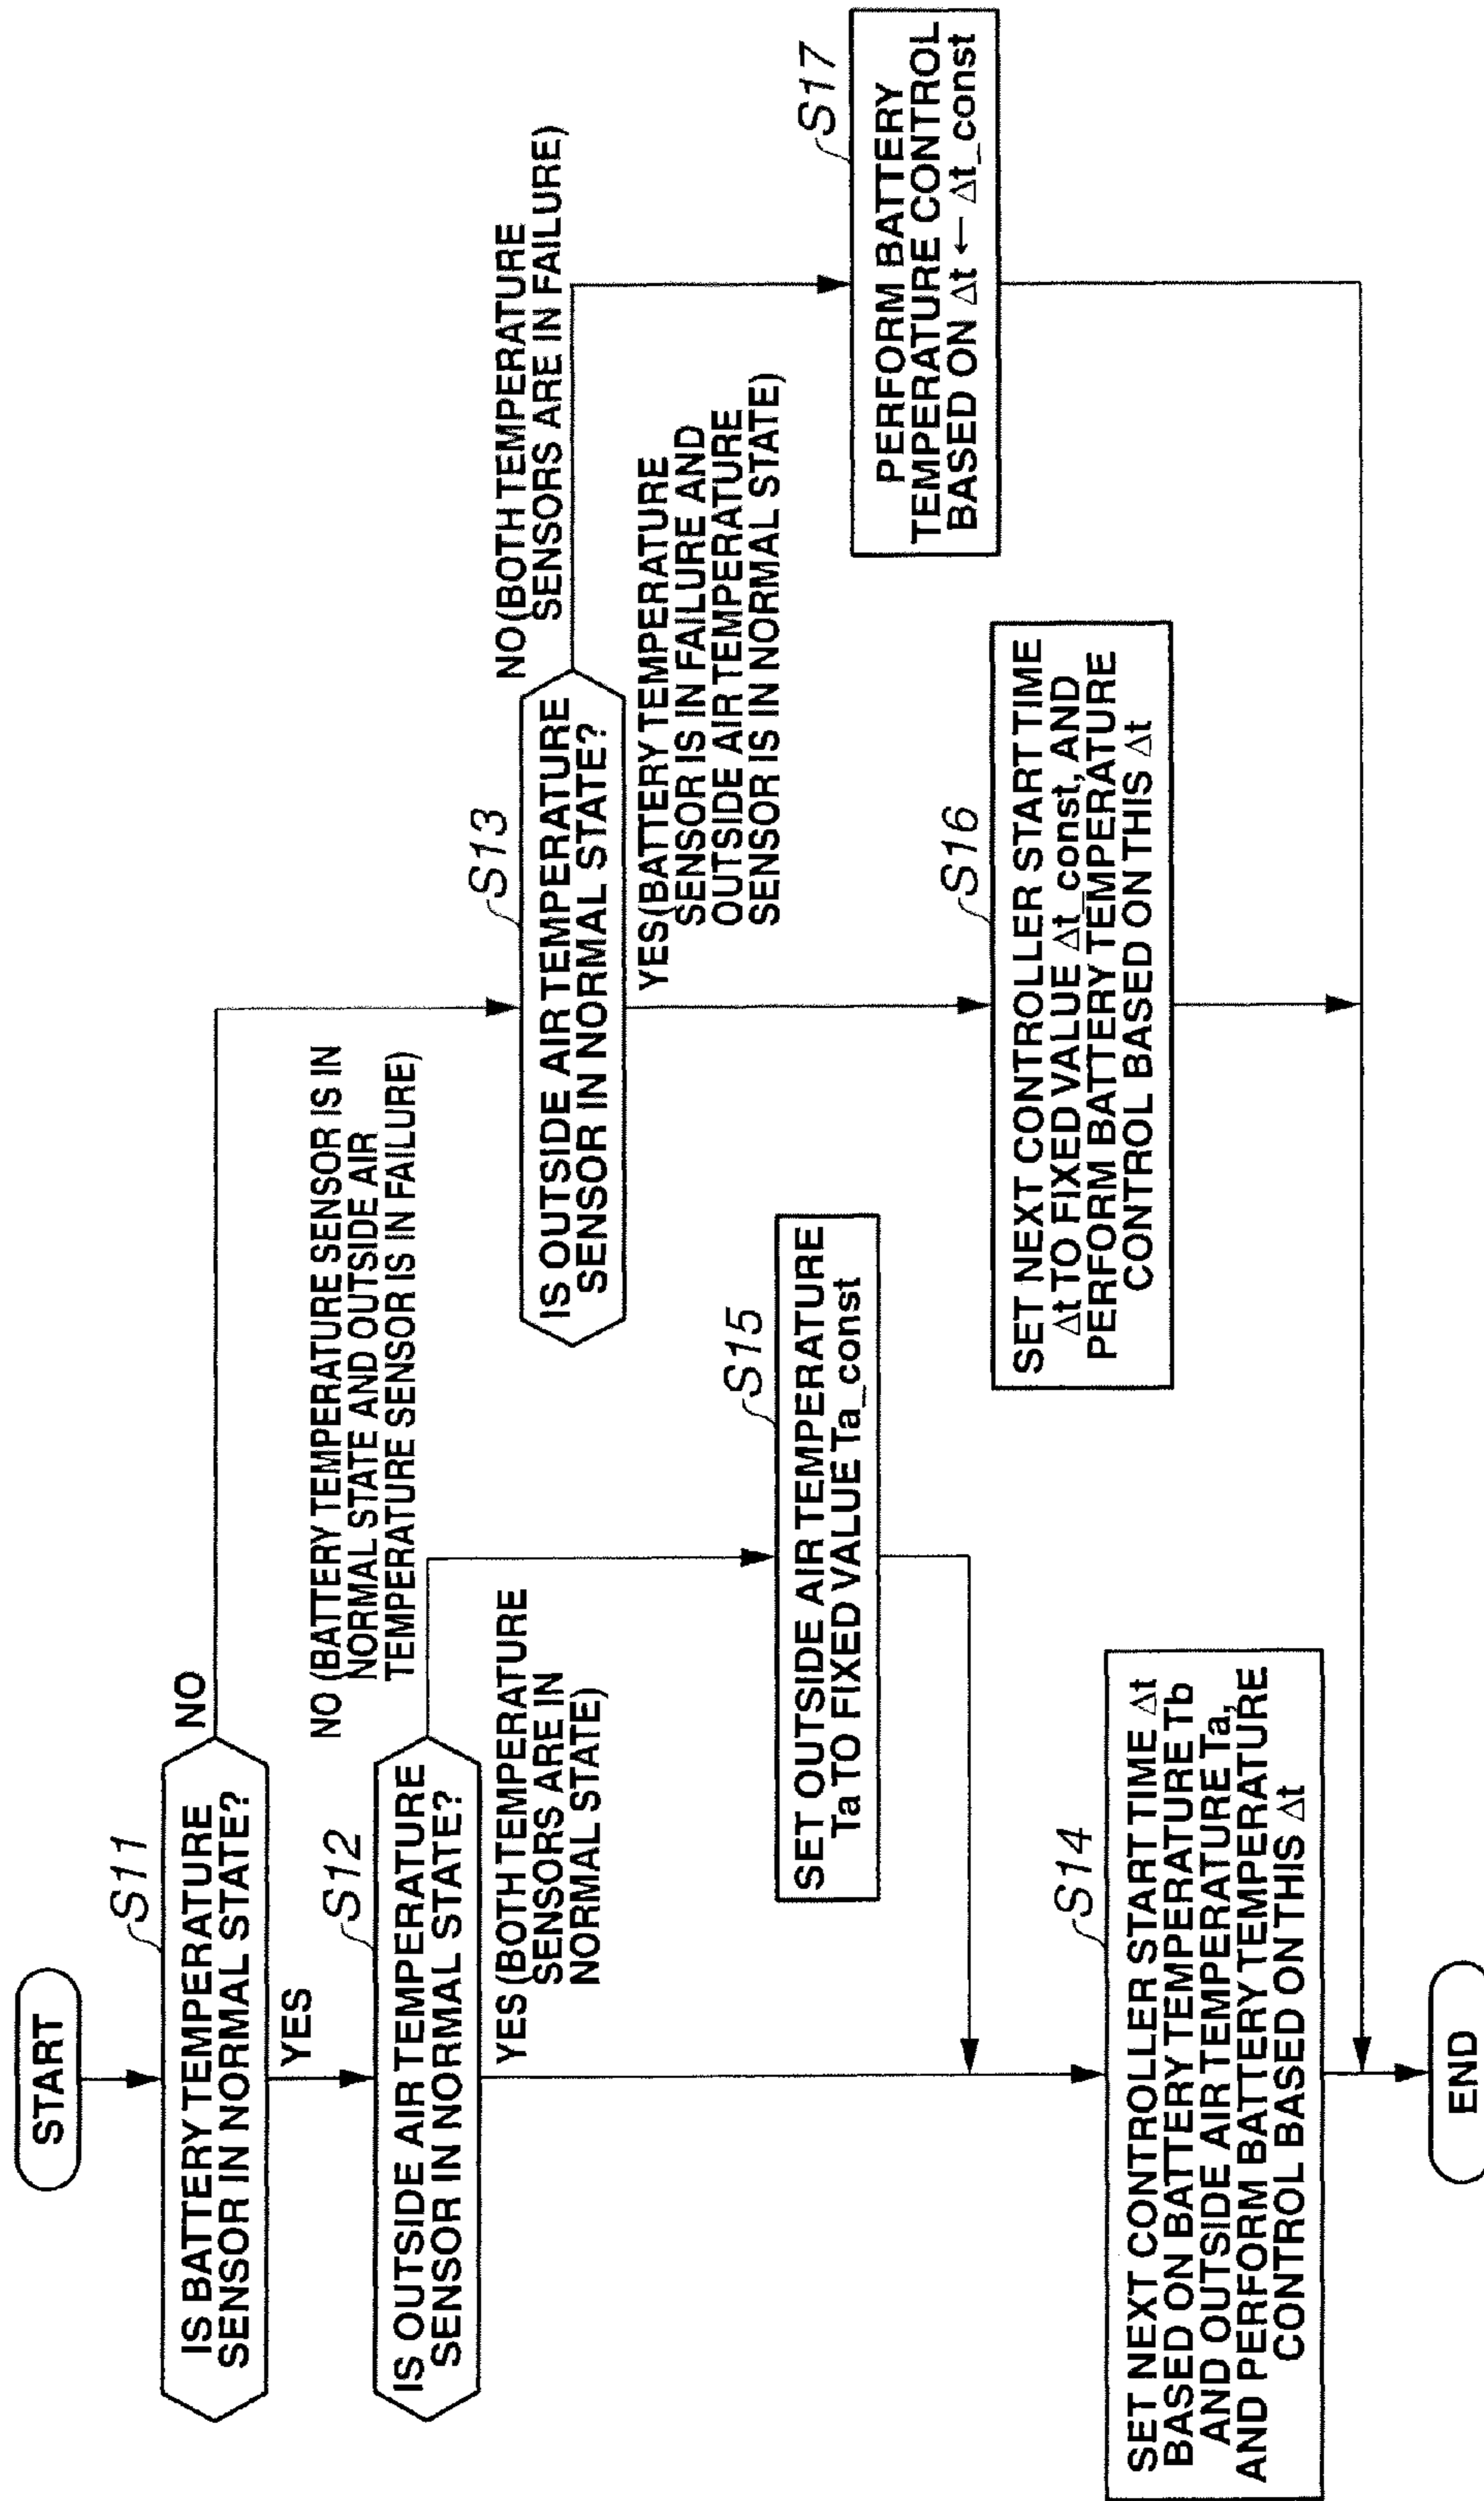 START
S11
IS BATTERY TEMPERATURE
SENSOR IN NORMAL STATE?
NO
YES
S12
IS OUTSIDE AIR TEMPERATURE
SENSOR IN NORMAL STATE?
NO (BATTERY TEMPERATURE SENSOR IS IN
NORMAL STATE AND OUTSIDE AIR
TEMPERATURE SENSOR IS IN FAILURE)
YES (BOTH TEMPERATURE
SENSORS ARE IN
NORMAL STATE)
S13
IS OUTSIDE AIR TEMPERATURE
SENSOR IN NORMAL STATE?
NO(BOTH TEMPERATURE
SENSORS ARE IN FAILURE)
YES(BATTERY TEMPERATURE
SENSOR IS IN FAILURE AND
OUTSIDE AIR TEMPERATURE
SENSOR IS IN NORMAL STATE)
S15
SET OUTSIDE AIR TEMPERATURE
Ta TO FIXED VALUE Ta_const
S17
PERFORM BATTERY
TEMPERATURE CONTROL
BASED ON Δt ← Δt_const
S16
SET NEXT CONTROLLER START TIME
Δt TO FIXED VALUE Δt_const, AND
PERFORM BATTERY TEMPERATURE
CONTROL BASED ON THIS Δt
S14
SET NEXT CONTROLLER START TIME Δt
BASED ON BATTERY TEMPERATURE Tb
AND OUTSIDE AIR TEMPERATURE Ta,
AND PERFORM BATTERY TEMPERATURE
CONTROL BASED ON THIS Δt
END